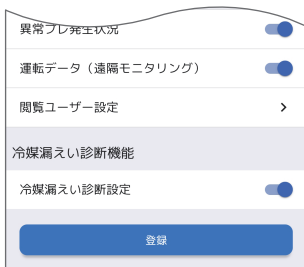 異常プレ発生状況
運転データ（遠隔モニタリング）
閲覧ユーザー設定
冷媒漏えい診断機能
冷媒漏えい診断設定
登録